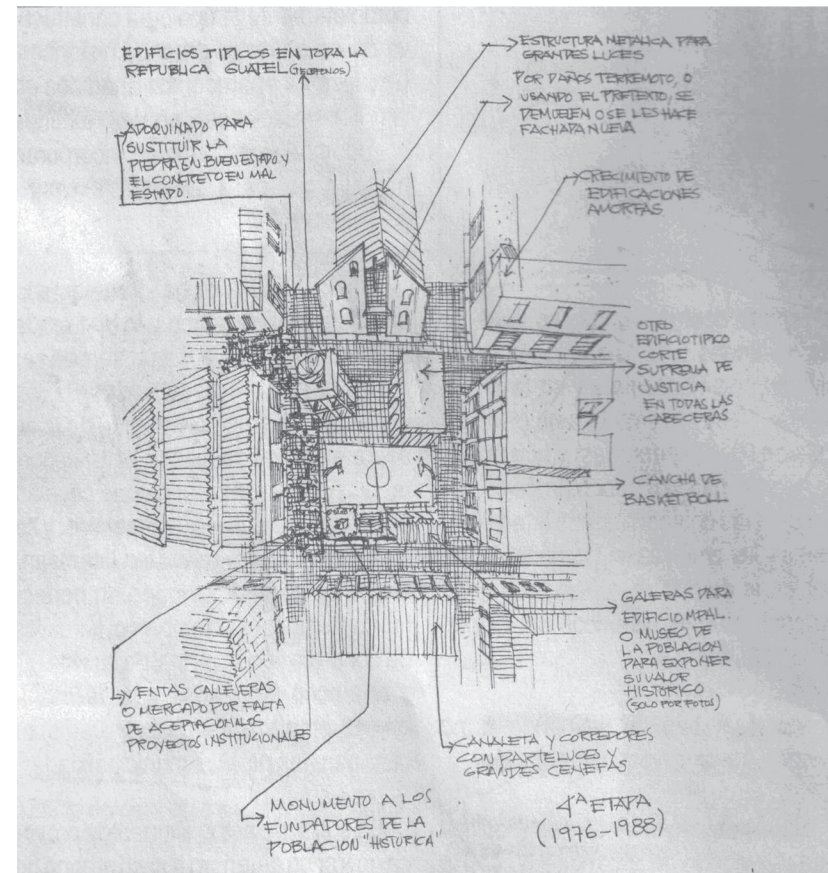 EDIFICIOS TIPICOS EN TODA LA
REPUBLICA GUATEL (TELEFONOS)
ADOQUINADO PARA
SUSTITUIR LA
PIEDRA EN BUEN ESTADO Y
EL CONCRETO EN MAL
ESTADO.
ESTRUCTURA METALICA PARA
GRANDES LUCES
POR DAÑOS TERREMOTO, O
USANDO EL PRETEXTO, SE
DEMUELEN O SE LES HACE
FACHADA NUEVA
CRECIMIENTO DE
EDIFICACIONES
AMORFAS
OTRO
EDIFICIO TIPICO
CORTE
SUPREMA DE
JUSTICIA
EN TODAS LAS
CABECERAS
CANCHA DE
BASKETBOLL
GALERAS PARA
EDIFICIO MPAL.
O MUSEO DE
LA POBLACION
PARA EXPONER
SU VALOR
HISTORICO
(SOLO POR FOTOS)
VENTAS CALLEJERAS
O MERCADO POR FALTA
DE ACEPTACION A LOS
PROYECTOS INSTITUCIONALES
CANALETA Y CORREDORES
CON PARTELUCES Y
GRANDES CENEFAS
MONUMENTO A LOS
FUNDADORES DE LA
POBLACION "HISTORICA"
4A ETAPA
(1976-1988)